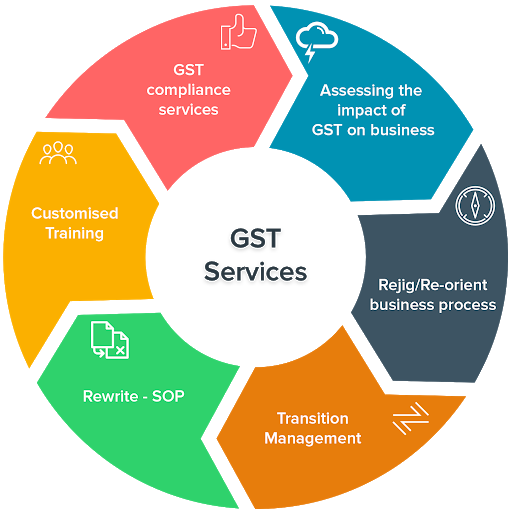 GST
compliance
services
Assessing the
impact of
GST on business
Rejig/Re-orient
business process
Transition
Management
Rewrite - SOP
Customised
Training
GST
Services